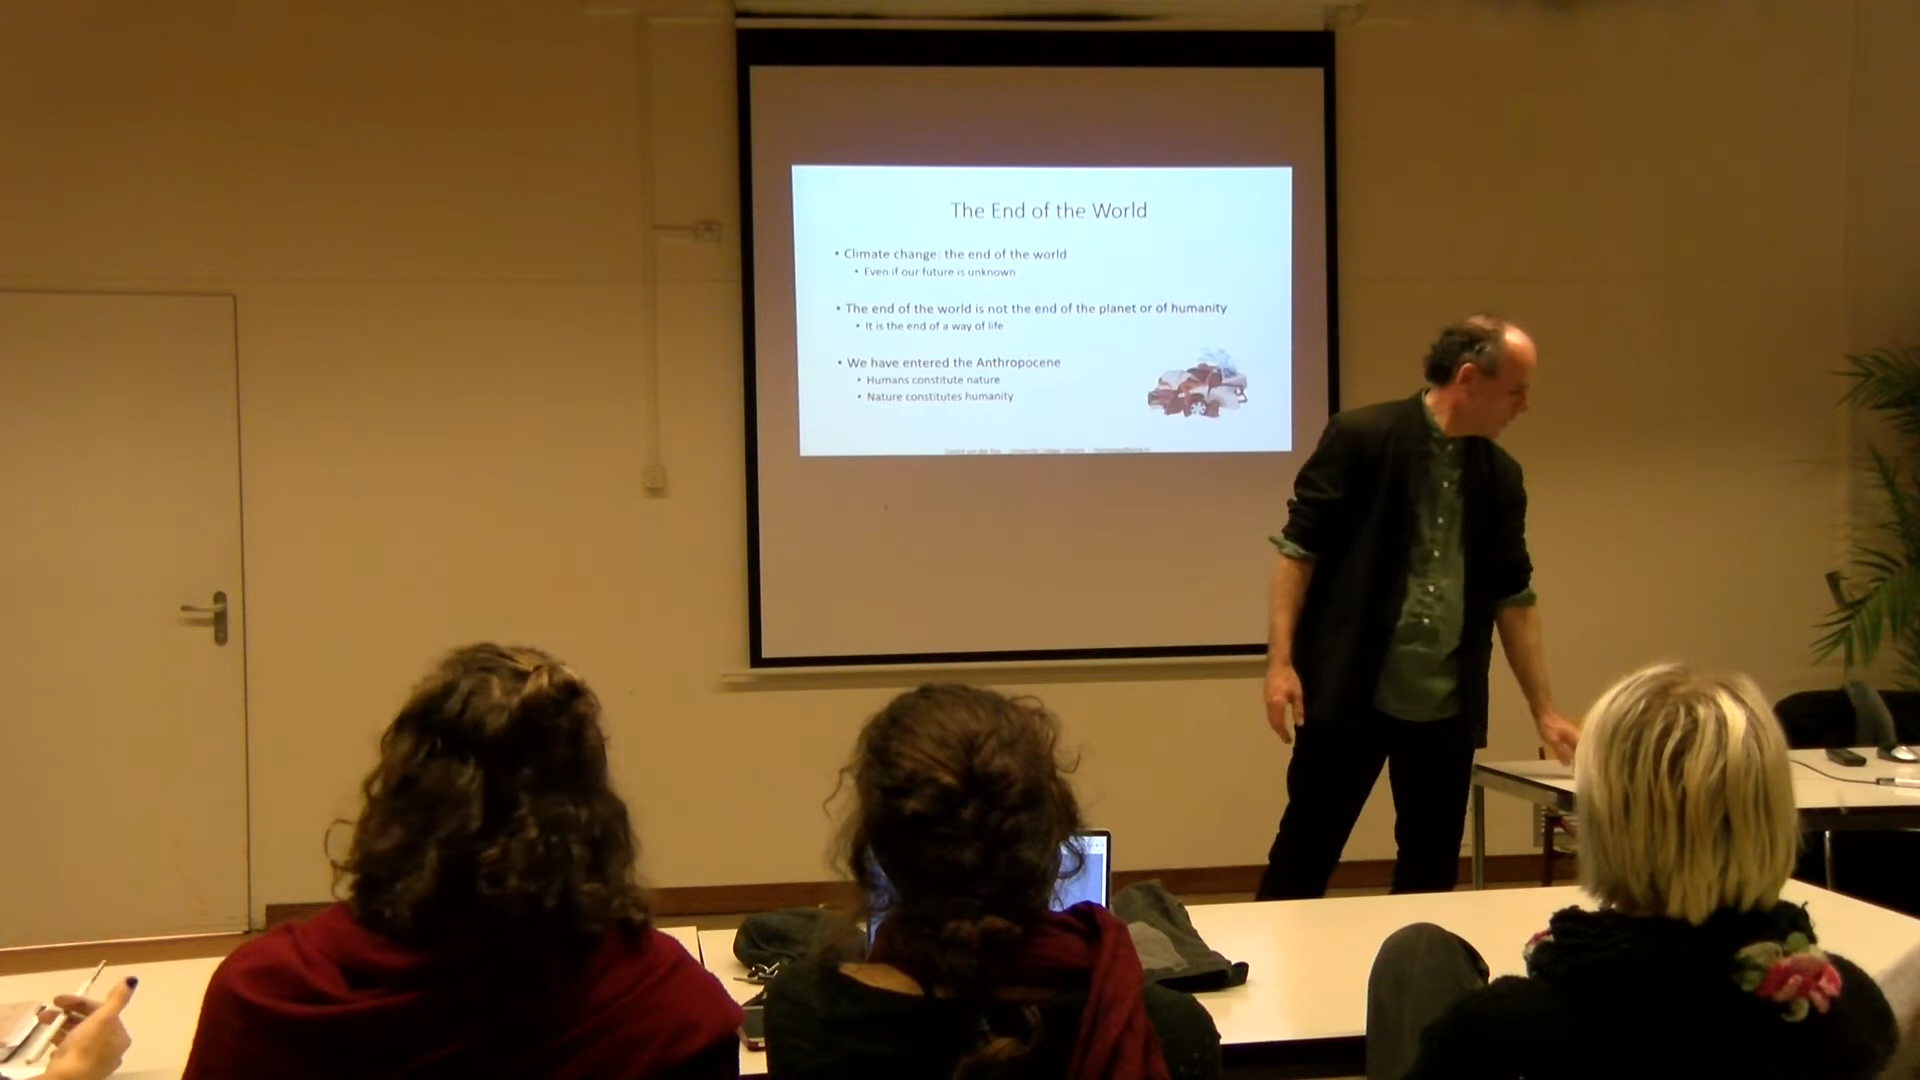 The End of the World
• Climate change: the end of the world
• Even if our future is unknown
• The end of the world is not the end of the planet or of humanity
• It is the end of a way of life
• We have entered the Anthropocene
• Humans constitute nature
• Nature constitutes humanity